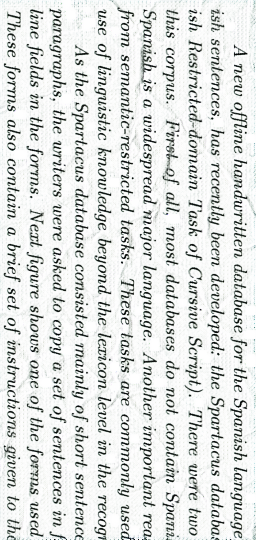 A new offline handwritten database for the Spanish language
ish sentences, has recently been developed: the Spartacus databas
ish Restricted-domain Task of Cursive Script). There were two
this corpus. First of all, most databases do not contain Spani
Spanish is a widespread major language. Another important rea
from semantic-restricted tasks. These tasks are commonly used
use of linguistic knowledge beyond the lexicon level in the recogn
As the Spartacus database consisted mainly of short sentence
paragraphs, the writers were asked to copy a set of sentences in f
line fields in the forms. Next figure shows one of the forms used
These forms also contain a brief set of instructions given to the